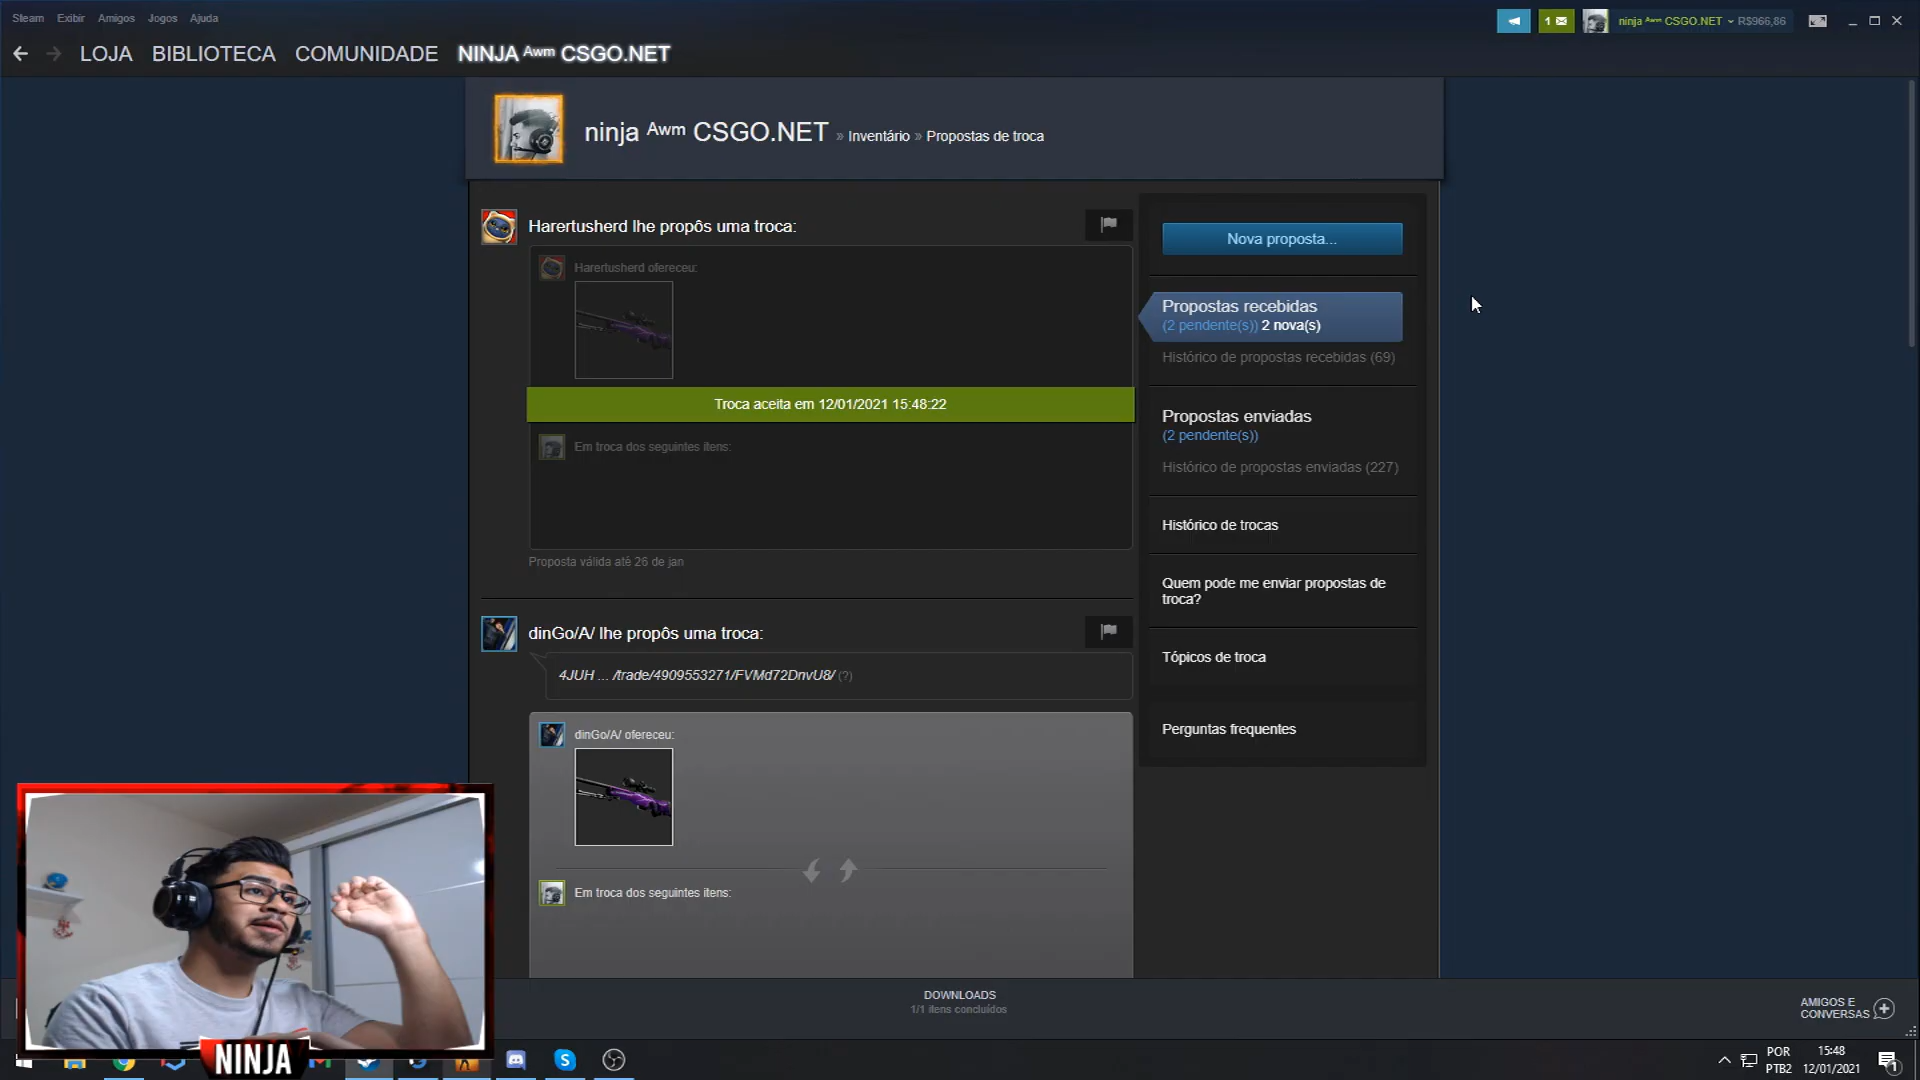 Steam Exibir Amigos Jogos Ajuda
1
ninja ᴬʷᵐ CSGO.NET R$966,86
LOJA BIBLIOTECA COMUNIDADE NINJA ᴬʷᵐ CSGO.NET
ninja ᴬʷᵐ CSGO.NET » Inventário » Propostas de troca
Harertusherd lhe propôs uma troca:
Harertusherd ofereceu:
Troca aceita em 12/01/2021 15:48:22
Em troca dos seguintes itens:
Proposta válida até 26 de jan
dinGo/A/ lhe propôs uma troca:
4JUH ... /trade/4909553271/FVMd72DnvU8/ (?)
dinGo/A/ ofereceu:
Em troca dos seguintes itens:
Nova proposta...
Propostas recebidas
(2 pendente(s)) 2 nova(s)
Histórico de propostas recebidas (69)
Propostas enviadas
(2 pendente(s))
Histórico de propostas enviadas (227)
Histórico de trocas
Quem pode me enviar propostas de
troca?
Tópicos de troca
Perguntas frequentes
DOWNLOADS
1/1 itens concluídos
AMIGOS E
CONVERSAS
NINJA
POR
PTB2
15:48
12/01/2021
1